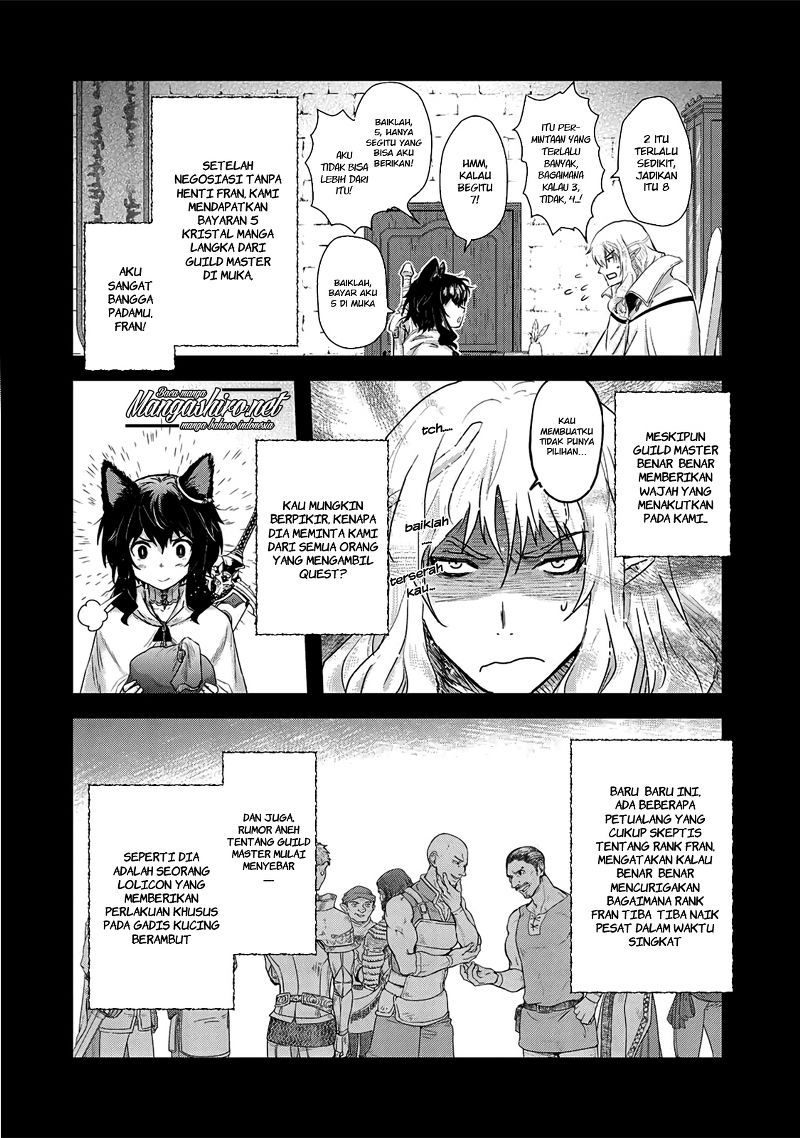 2 ITU
TERLALU
SEDIKIT,
JADIKAN
ITU 8
ITU PER-
MINTAAN YANG
TERLALU
BANYAK,
BAGAIMANA
KALAU 3,
TIDAK, 4...!
HMM,
KALAU
BEGITU
7!
BAIKLAH,
5, HANYA
SEGITU YANG
BISA AKU
BERIKAN!
AKU
TIDAK BISA
LEBIH DARI
ITU!
BAIKLAH,
BAYAR AKU
5 DI MUKA
SETELAH
NEGOSIASI TANPA
HENTI FRAN, KAMI
MENDAPATKAN
BAYARAN 5
KRISTAL MANGA
LANGKA DARI
GUILD MASTER
DI MUKA.
AKU
SANGAT
BANGGA
PADAMU,
FRAN!
MESKIPUN
GUILD MASTER
BENAR BENAR
MEMBERIKAN
WAJAH YANG
MENAKUTKAN
PADA KAMI...
KAU
MEMBUATKU
TIDAK PUNYA
PILIHAN...
tch....
baiklah
terserah
kau...
KAU MUNGKIN
BERPIKIR, KENAPA
DIA MEMINTA KAMI
DARI SEMUA ORANG
YANG MENGAMBIL
QUEST?
Baca manga
Mangashiro.net
manga bahasa indonesia
BARU BARU INI,
ADA BEBERAPA
PETUALANG YANG
CUKUP SKEPTIS
TENTANG RANK FRAN,
MENGATAKAN KALAU
BENAR BENAR
MENCURIGAKAN
BAGAIMANA RANK
FRAN TIBA TIBA NAIK
PESAT DALAM WAKTU
SINGKAT
DAN JUGA,
RUMOR ANEH
TENTANG GUILD
MASTER MULAI
MENYEBAR
—
SEPERTI DIA
ADALAH SEORANG
LOLICON YANG
MEMBERIKAN
PERLAKUAN KHUSUS
PADA GADIS KUCING
BERAMBUT